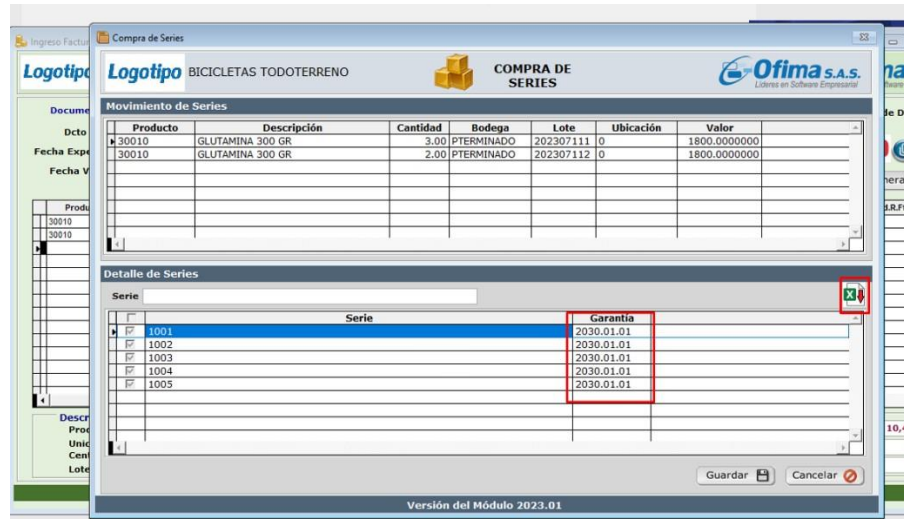 Ingreso Factur
Compra de Series
Logotipo
Logotipo BICICLETAS TODOTERRENO
COMPRA DE
SERIES
Ofima S.A.S.
Líderes en Software Empresarial
Docume
Dcto
Fecha Expe
Fecha V
Movimiento de Series
Producto Descripción Cantidad Bodega Lote Ubicación Valor
30010 GLUTAMINA 300 GR 3.00 PTERMINADO 202307111 0 1800.0000000
30010 GLUTAMINA 300 GR 2.00 PTERMINADO 202307112 0 1800.0000000
Produ
30010
30010
Detalle de Series
Serie
Serie Garantía
1001 2030.01.01
1002 2030.01.01
1003 2030.01.01
1004 2030.01.01
1005 2030.01.01
Descr
Prod
Unid
Cent
Lote
10,4
Guardar Cancelar
Versión del Módulo 2023.01